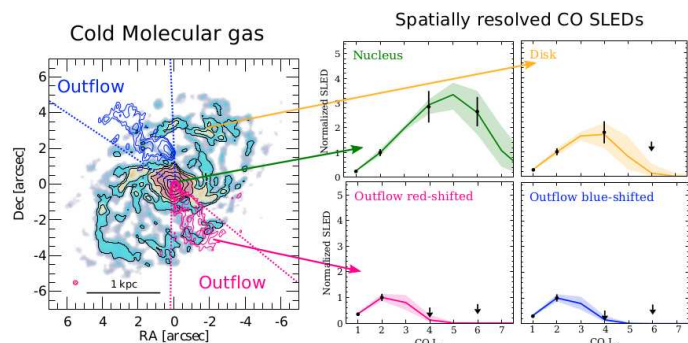 Spatially resolved CO SLEDs
Cold Molecular gas
Outflow
Outflow
1 kpc
Dec [arcsec]
6
4
2
0
-2
-4
-6
6 4 2 0 -2 -4 -6
RA [arcsec]
Nucleus
Disk
Normalized SLED
5
4
3
2
1
0
Outflow red-shifted
Outflow blue-shifted
Normalized SLED
5
4
3
2
1
0
1 2 3 4 5 6 7
1 2 3 4 5 6 7